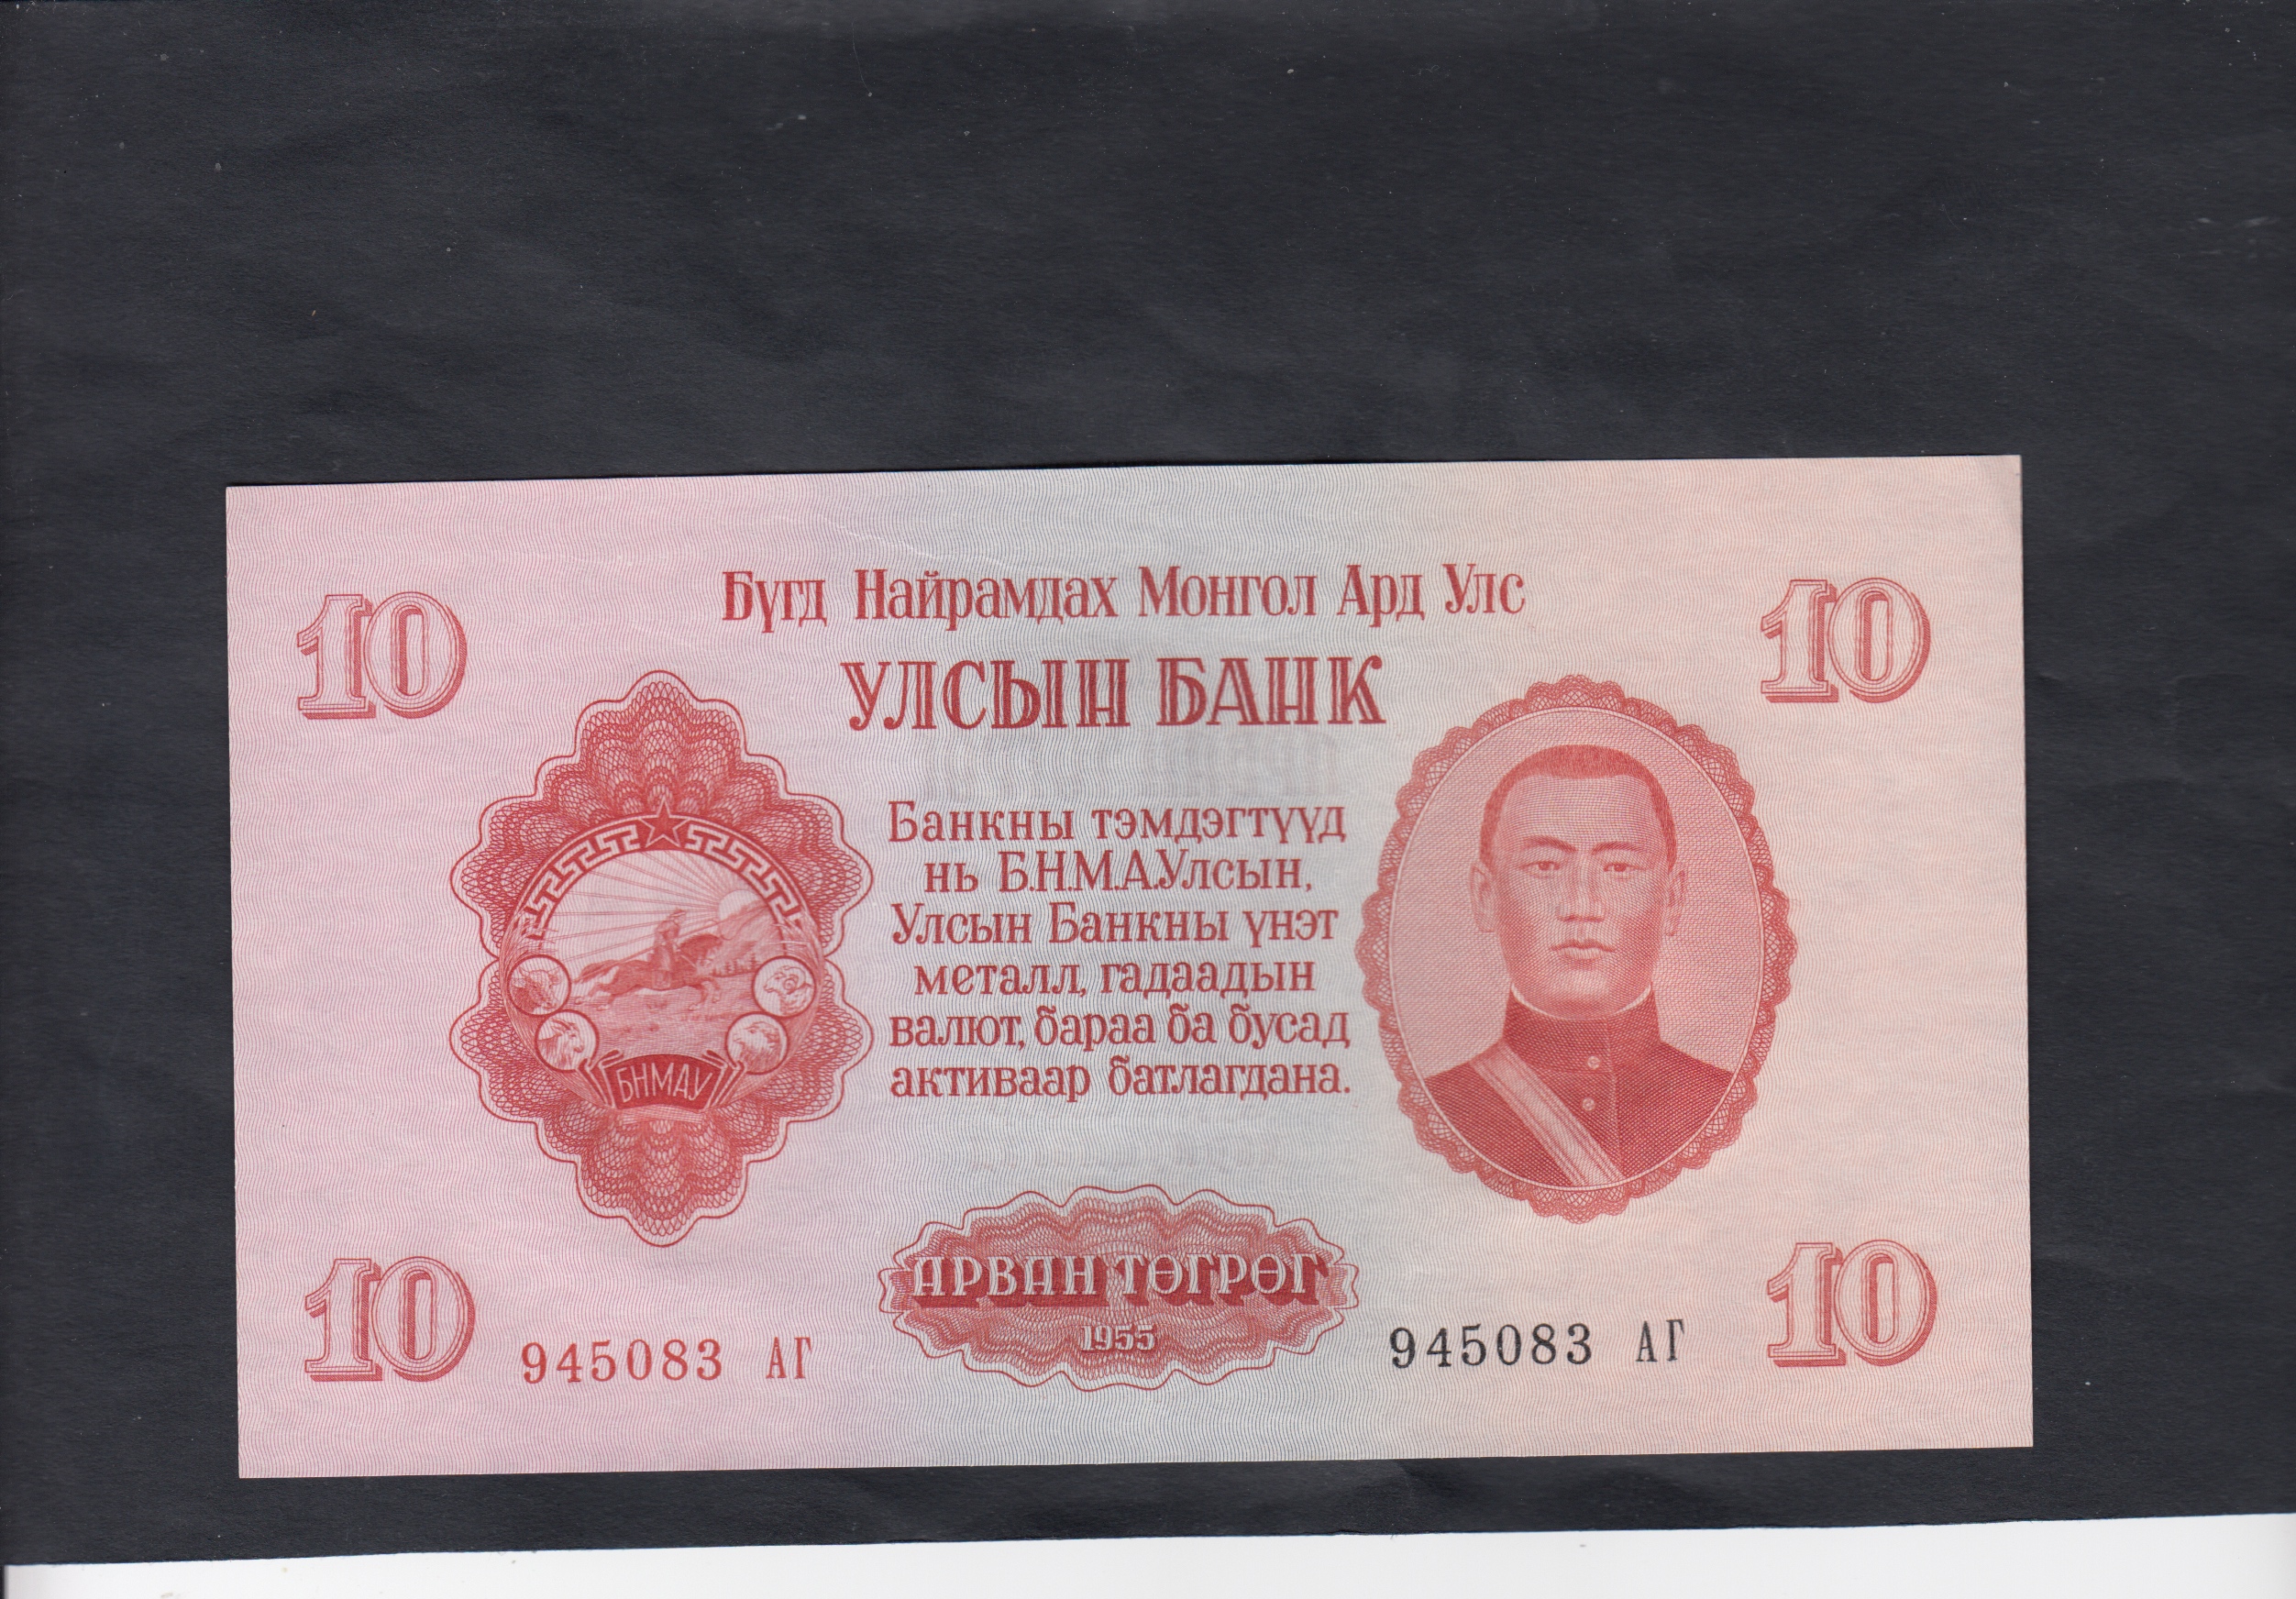 10
10
Бүгд Найрамдах Монгол Ард Улс
УЛСЫН БАНК
Банкны тэмдэгтүүд
нь Б.Н.М.А.Улсын,
Улсын Банкны үнэт
металл, гадаадын
валют, бараа ба бусад
активаар батлагдана.
БНМАУ
АРВАН ТӨГРӨГ
1955
10
945083 АГ
945083 АГ
10